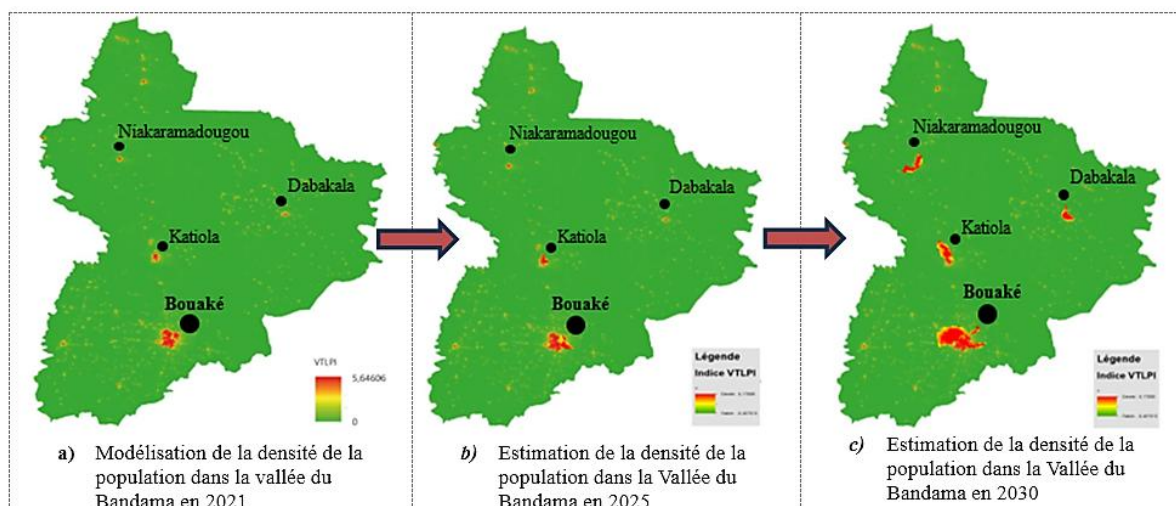 Niakaramadougou
Dabakala
Katiola
Bouaké
VTLPI
5,64606
0
a) Modélisation de la densité de la
population dans la vallée du
Bandama en 2021
Niakaramadougou
Dabakala
Katiola
Bouaké
Légende
Indice VTLPI
b) Estimation de la densité de la
population dans la Vallée du
Bandama en 2025
Niakaramadougou
Dabakala
Katiola
Bouaké
Légende
Indice VTLPI
c) Estimation de la densité de la
population dans la Vallée du
Bandama en 2030